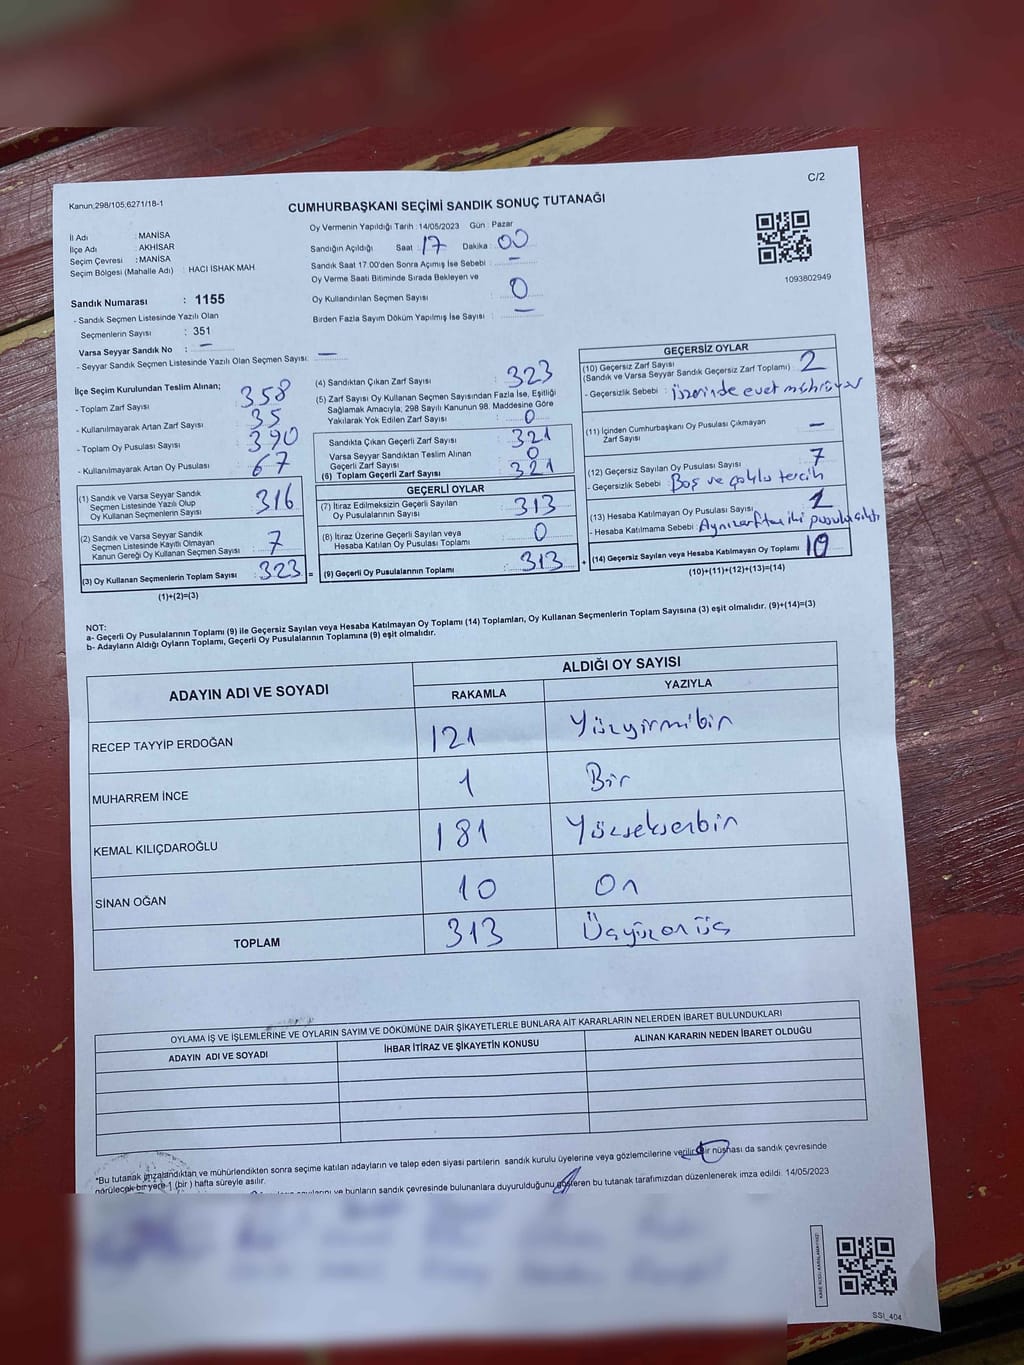 C/2
Kanun,298/105;6271/18-1
CUMHURBAŞKANI SEÇİMİ SANDIK SONUÇ TUTANAĞI
İl Adı : MANİSA
İlçe Adı : AKHİSAR
Seçim Çevresi : MANİSA
Seçim Bölgesi (Mahalle Adı) : HACI İSHAK MAH
Sandık Numarası : 1155
- Sandık Seçmen Listesinde Yazılı Olan
Seçmenlerin Sayısı : 351
Varsa Seyyar Sandık No : —
- Seyyar Sandık Seçmen Listesinde Yazılı Olan Seçmen Sayısı: —
Oy Vermenin Yapıldığı Tarih : 14/05/2023 Gün : Pazar
Sandığın Açıldığı Saat : 17 Dakika : 00
Sandık Saat 17.00'den Sonra Açımış İse Sebebi : —
Oy Verme Saati Bitiminde Sırada Bekleyen ve
Oy Kullandırılan Seçmen Sayısı : 0
Birden Fazla Sayım Döküm Yapılmış İse Sayısı : —
1093802949
İlçe Seçim Kurulundan Teslim Alınan;
- Toplam Zarf Sayısı : 358
- Kullanılmayarak Artan Zarf Sayısı : 35
- Toplam Oy Pusulası Sayısı : 390
- Kullanılmayarak Artan Oy Pusulası : 67
(1) Sandık ve Varsa Seyyar Sandık
Seçmen Listesinde Yazılı Olup
Oy Kullanan Seçmenlerin Sayısı : 316
(2) Sandık ve Varsa Seyyar Sandık
Seçmen Listesinde Kayıtlı Olmayan
Kanun Gereği Oy Kullanan Seçmen Sayısı : 7
(3) Oy Kullanan Seçmenlerin Toplam Sayısı : 323 =
(1)+(2)=(3)
(4) Sandıktan Çıkan Zarf Sayısı : 323
(5) Zarf Sayısı Oy Kullanan Seçmen Sayısından Fazla İse, Eşitliği
Sağlamak Amacıyla, 298 Sayılı Kanunun 98. Maddesine Göre
Yakılarak Yok Edilen Zarf Sayısı : 0
Sandıkta Çıkan Geçerli Zarf Sayısı : 321
Varsa Seyyar Sandıktan Teslim Alınan
Geçerli Zarf Sayısı : 0
(6) Toplam Geçerli Zarf Sayısı : 321
GEÇERLİ OYLAR
(7) İtiraz Edilmeksizin Geçerli Sayılan
Oy Pusulalarının Sayısı : 313
(8) İtiraz Üzerine Geçerli Sayılan veya
Hesaba Katılan Oy Pusulası Toplamı : 0
(9) Geçerli Oy Pusulalarının Toplamı : 313 +
GEÇERSİZ OYLAR
(10) Geçersiz Zarf Sayısı
(Sandık ve Varsa Seyyar Sandık Geçersiz Zarf Toplamı) : 2
- Geçersizlik Sebebi : üzerinde evet mührü var
(11) İçinden Cumhurbaşkanı Oy Pusulası Çıkmayan
Zarf Sayısı : —
(12) Geçersiz Sayılan Oy Pusulası Sayısı : 7
- Geçersizlik Sebebi : Boş ve çoklu tercih
(13) Hesaba Katılmayan Oy Pusulası Sayısı : 1
- Hesaba Katılmama Sebebi : Aynı zarftan iki pusula çıktı
(14) Geçersiz Sayılan veya Hesaba Katılmayan Oy Toplamı : 10
(10)+(11)+(12)+(13)=(14)
NOT:
a- Geçerli Oy Pusulalarının Toplamı (9) ile Geçersiz Sayılan veya Hesaba Katılmayan Oy Toplamı (14) Toplamları, Oy Kullanan Seçmenlerin Toplam Sayısına (3) eşit olmalıdır. (9)+(14)=(3)
b- Adayların Aldığı Oyların Toplamı, Geçerli Oy Pusulalarının Toplamına (9) eşit olmalıdır.
ADAYIN ADI VE SOYADI
ALDIĞI OY SAYISI
RAKAMLA YAZIYLA
RECEP TAYYİP ERDOĞAN 121 Yüzyirmibir
MUHARREM İNCE 1 Bir
KEMAL KILIÇDAROĞLU 181 Yüzseksenbir
SİNAN OĞAN 10 On
TOPLAM 313 Üçyüzonüç
OYLAMA İŞ VE İŞLEMLERİNE VE OYLARIN SAYIM VE DÖKÜMÜNE DAİR ŞİKAYETLERLE BUNLARA AİT KARARLARIN NELERDEN İBARET BULUNDUKLARI
ADAYIN ADI VE SOYADI İHBAR İTİRAZ VE ŞİKAYETİN KONUSU ALINAN KARARIN NEDEN İBARET OLDUĞU
*Bu tutanak imzalandıktan ve mühürlendikten sonra seçime katılan adayların ve talep eden siyasi partilerin sandık kurulu üyelerine veya gözlemcilerine verilir bir nüshası da sandık çevresinde
görülecek bir yere 1 (bir) hafta süreyle asılır.
ve bunların sandık çevresinde bulunanlara duyurulduğunu gösteren bu tutanak tarafımızdan düzenlenerek imza edildi. 14/05/2023
SSI_404